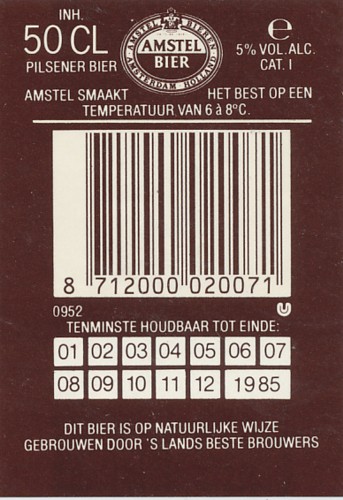 INH.
50 CL
PILSENER BIER
AMSTEL BIEREN
AMSTEL
BIER
AMSTERDAM HOLLAND
e
5% VOL. ALC.
CAT. I
AMSTEL SMAAKT HET BEST OP EEN
TEMPERATUUR VAN 6 à 8°C.
8 712000 020071
0952
TENMINSTE HOUDBAAR TOT EINDE:
01 02 03 04 05 06 07
08 09 10 11 12 1985
DIT BIER IS OP NATUURLIJKE WIJZE
GEBROUWEN DOOR 'S LANDS BESTE BROUWERS